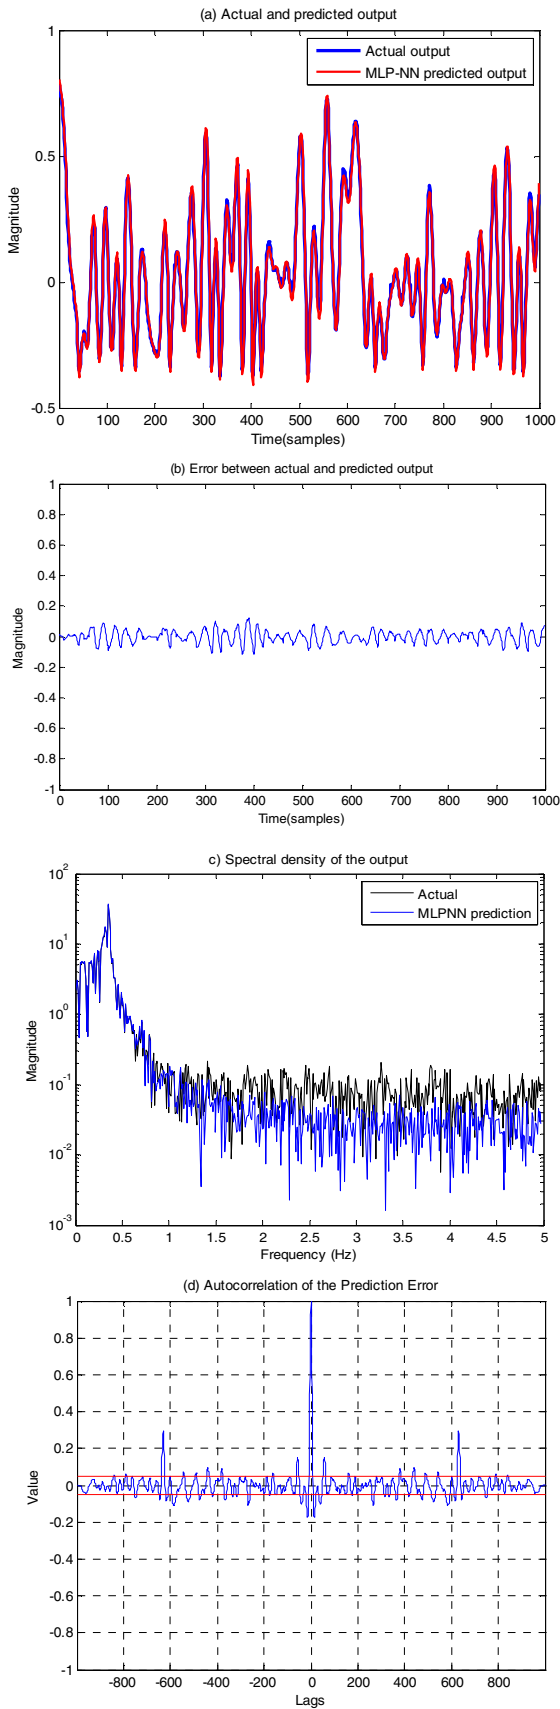 (a) Actual and predicted output
1
0.5
0
-0.5
Magnitude
Actual output
MLP-NN predicted output
0 100 200 300 400 500 600 700 800 900 1000
Time(samples)
(b) Error between actual and predicted output
1
0.8
0.6
0.4
0.2
0
-0.2
-0.4
-0.6
-0.8
-1
Magnitude
0 100 200 300 400 500 600 700 800 900 1000
Time(samples)
c) Spectral density of the output
10^2
10^1
10^0
10^-1
10^-2
10^-3
Magnitude
Actual
MLPNN prediction
0 0.5 1 1.5 2 2.5 3 3.5 4 4.5 5
Frequency (Hz)
(d) Autocorrelation of the Prediction Error
1
0.8
0.6
0.4
0.2
0
-0.2
-0.4
-0.6
-0.8
-1
Value
-800 -600 -400 -200 0 200 400 600 800
Lags